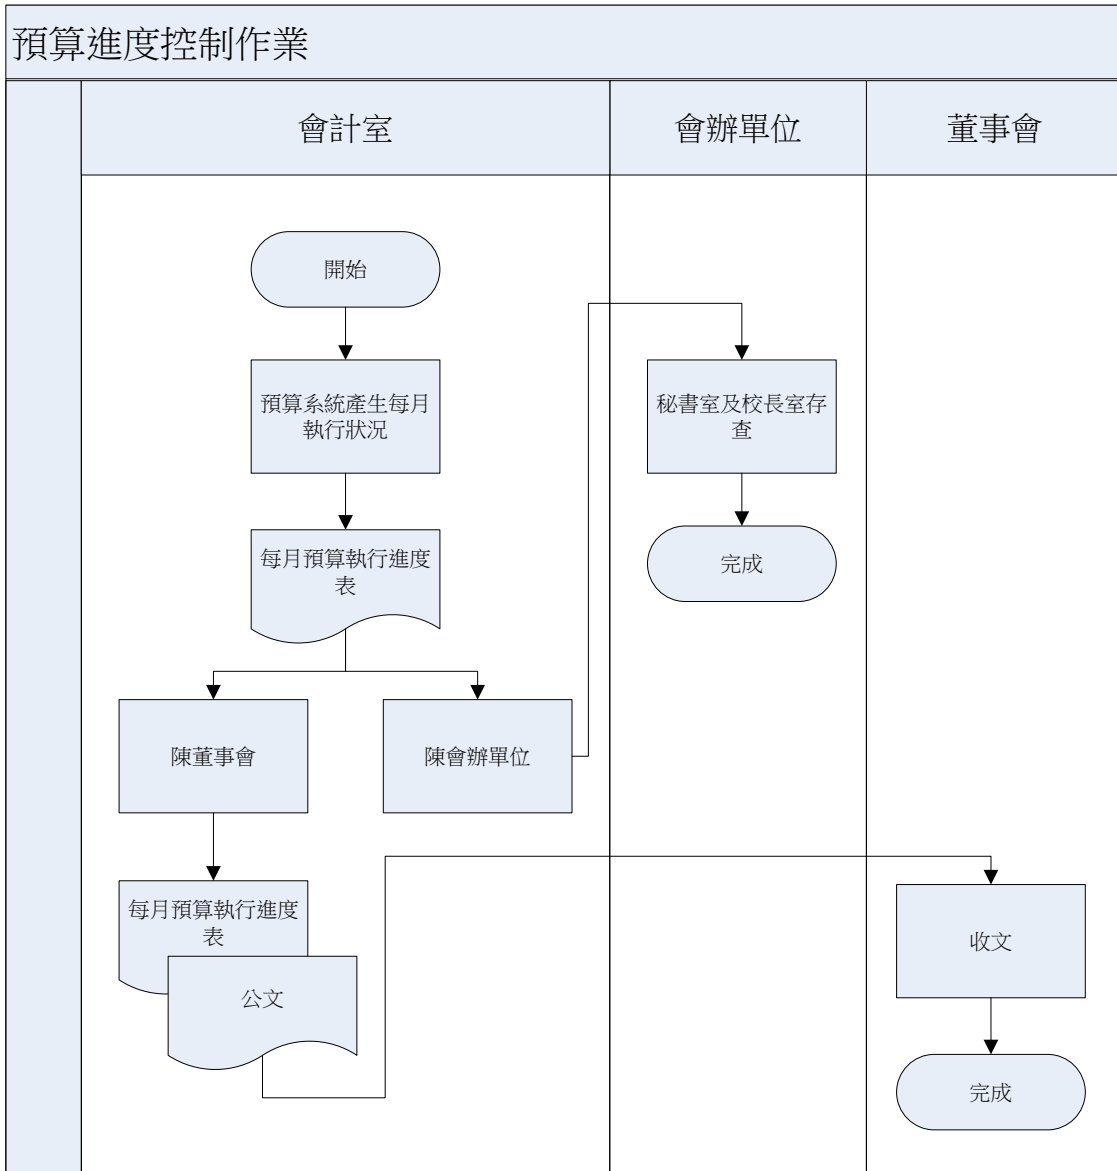 預算進度控制作業
會計室
會辦單位
董事會
開始
預算系統產生每月
執行狀況
每月預算執行進度
表
陳董事會
陳會辦單位
每月預算執行進度
表
公文
秘書室及校長室存
查
完成
收文
完成